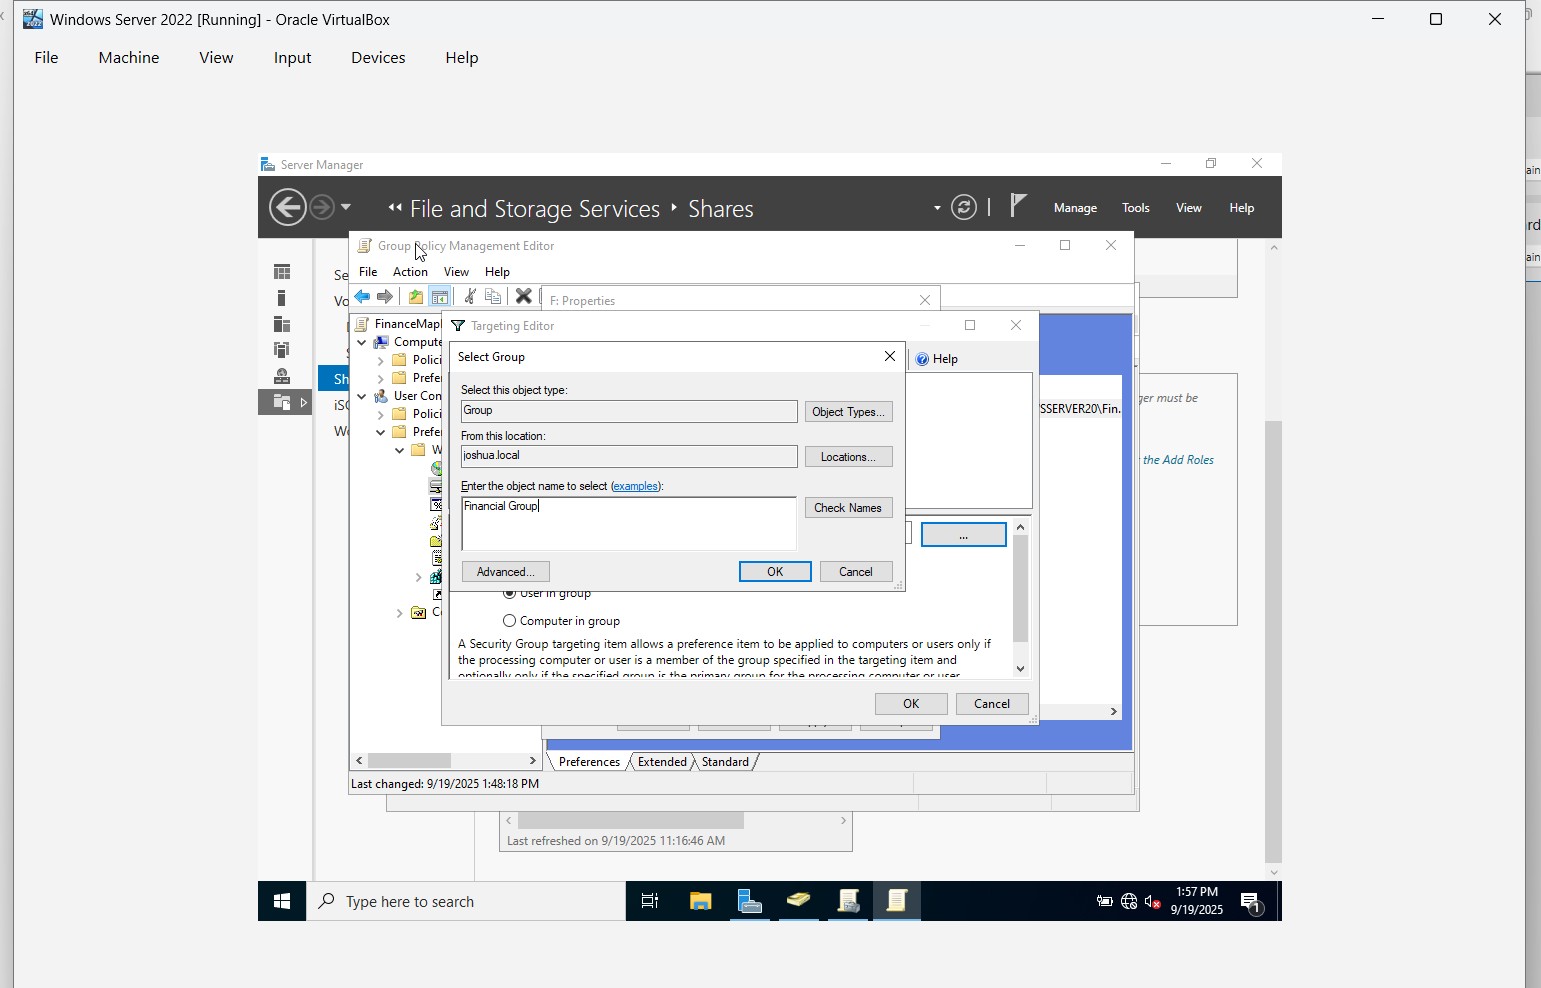 Windows Server 2022 [Running] - Oracle VirtualBox
File Machine View Input Devices Help
Server Manager
File and Storage Services Shares
Manage Tools View Help
Group Policy Management Editor
File Action View Help
F: Properties
FinanceMap
Targeting Editor
Select Group
Help
Select this object type:
Group
Object Types...
From this location:
joshua.local
Locations...
Enter the object name to select (examples):
Financial Group
Check Names
Advanced... OK Cancel
User in group
Computer in group
A Security Group targeting item allows a preference item to be applied to computers or users only if
the processing computer or user is a member of the group specified in the targeting item and
optionally only if the specified group is the primary group for the processing computer or user.
OK Cancel
Compute
Polici
Prefer
User Con
Polici
Prefer
W
C
SSERVER20\Fin.
ger must be
the Add Roles
Se
Vo
Sh
iSC
Wo
Preferences Extended Standard
Last changed: 9/19/2025 1:48:18 PM
Last refreshed on 9/19/2025 11:16:46 AM
Type here to search
1:57 PM
9/19/2025
1
ain
rd
ain